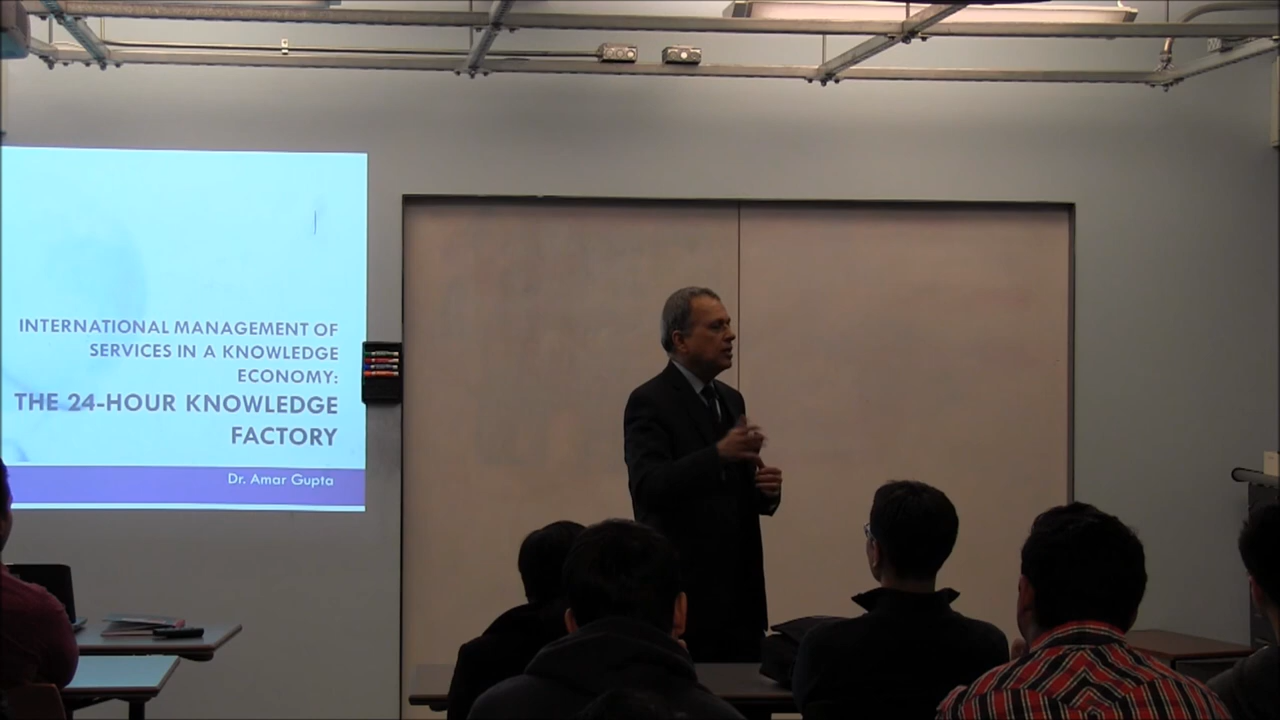 INTERNATIONAL MANAGEMENT OF
SERVICES IN A KNOWLEDGE
ECONOMY:
THE 24-HOUR KNOWLEDGE
FACTORY
Dr. Amar Gupta